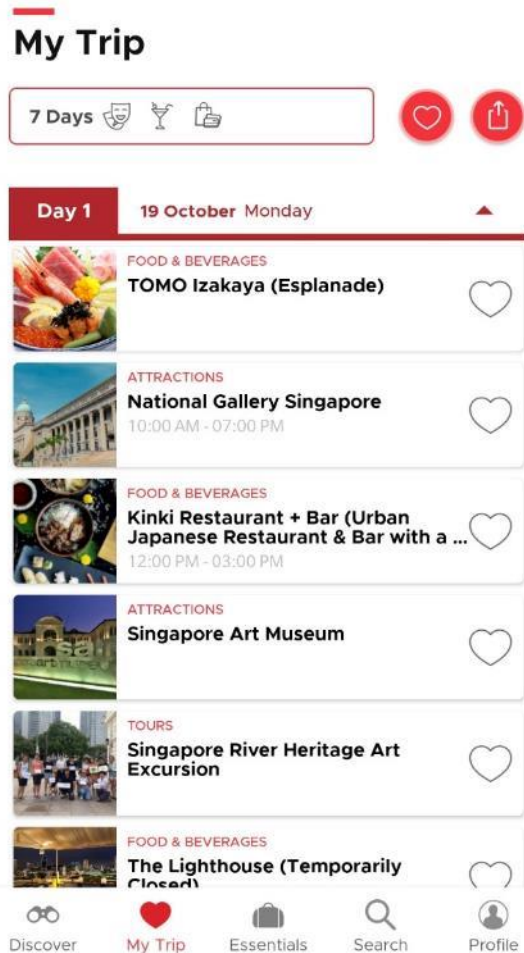 My Trip
7 Days
Day 1 19 October Monday
FOOD & BEVERAGES
TOMO Izakaya (Esplanade)
ATTRACTIONS
National Gallery Singapore
10:00 AM - 07:00 PM
FOOD & BEVERAGES
Kinki Restaurant + Bar (Urban
Japanese Restaurant & Bar with a ...
12:00 PM - 03:00 PM
ATTRACTIONS
Singapore Art Museum
TOURS
Singapore River Heritage Art
Excursion
FOOD & BEVERAGES
The Lighthouse (Temporarily
Closed)
Discover My Trip Essentials Search Profile